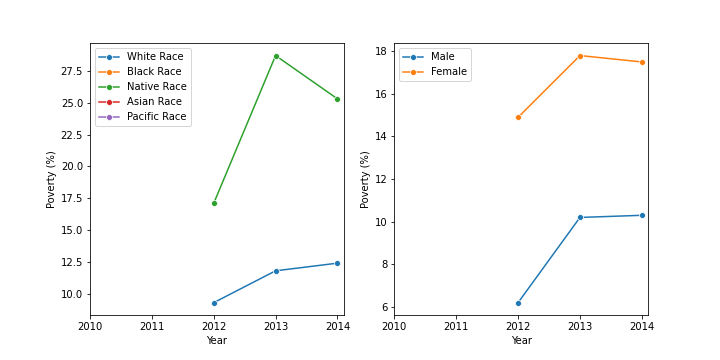 White Race
Black Race
Native Race
Asian Race
Pacific Race
27.5
25.0
22.5
20.0
17.5
15.0
12.5
10.0
Poverty (%)
2010 2011 2012 2013 2014
Year
Male
Female
18
16
14
12
10
8
6
Poverty (%)
2010 2011 2012 2013 2014
Year